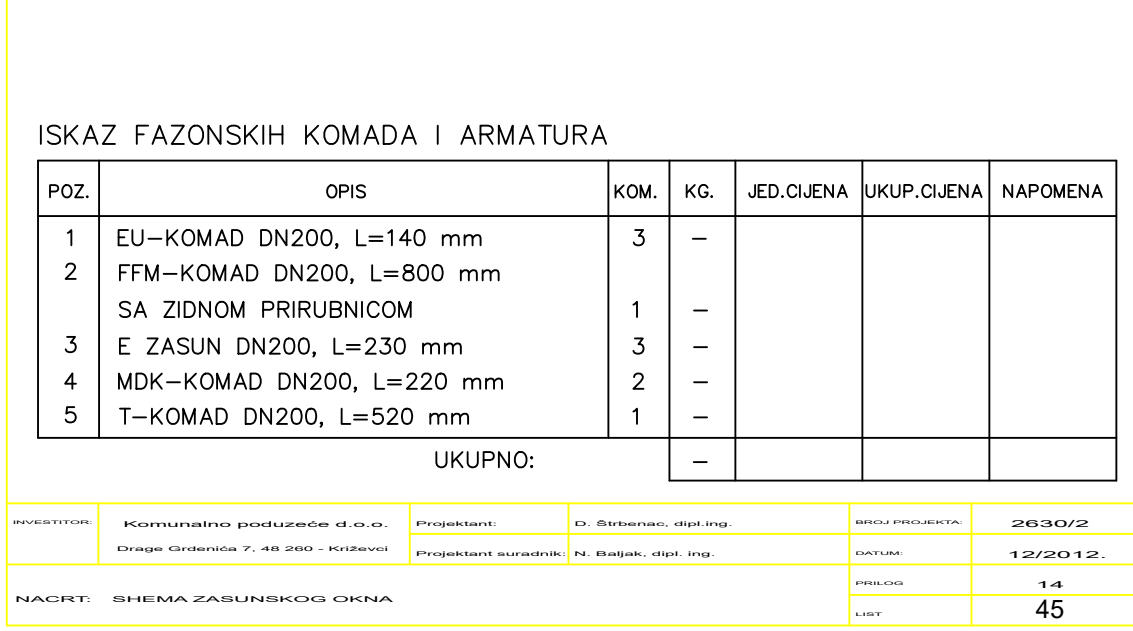 ISKAZ FAZONSKIH KOMADA I ARMATURA
POZ. OPIS KOM. KG. JED.CIJENA UKUP.CIJENA NAPOMENA
1 EU-KOMAD DN200, L=140 mm 3 -
2 FFM-KOMAD DN200, L=800 mm
SA ZIDNOM PRIRUBNICOM 1 -
3 E ZASUN DN200, L=230 mm 3 -
4 MDK-KOMAD DN200, L=220 mm 2 -
5 T-KOMAD DN200, L=520 mm 1 -
UKUPNO: -
INVESTITOR: Komunalno poduzeće d.o.o. Projektant: D. Štrbenac, dipl.ing. BROJ PROJEKTA: 2630/2
Drage Grdenića 7, 48 260 - Križevci Projektant suradnik: N. Baljak, dipl. ing. DATUM: 12/2012.
PRILOG 14
NACRT: SHEMA ZASUNSKOG OKNA
LIST 45